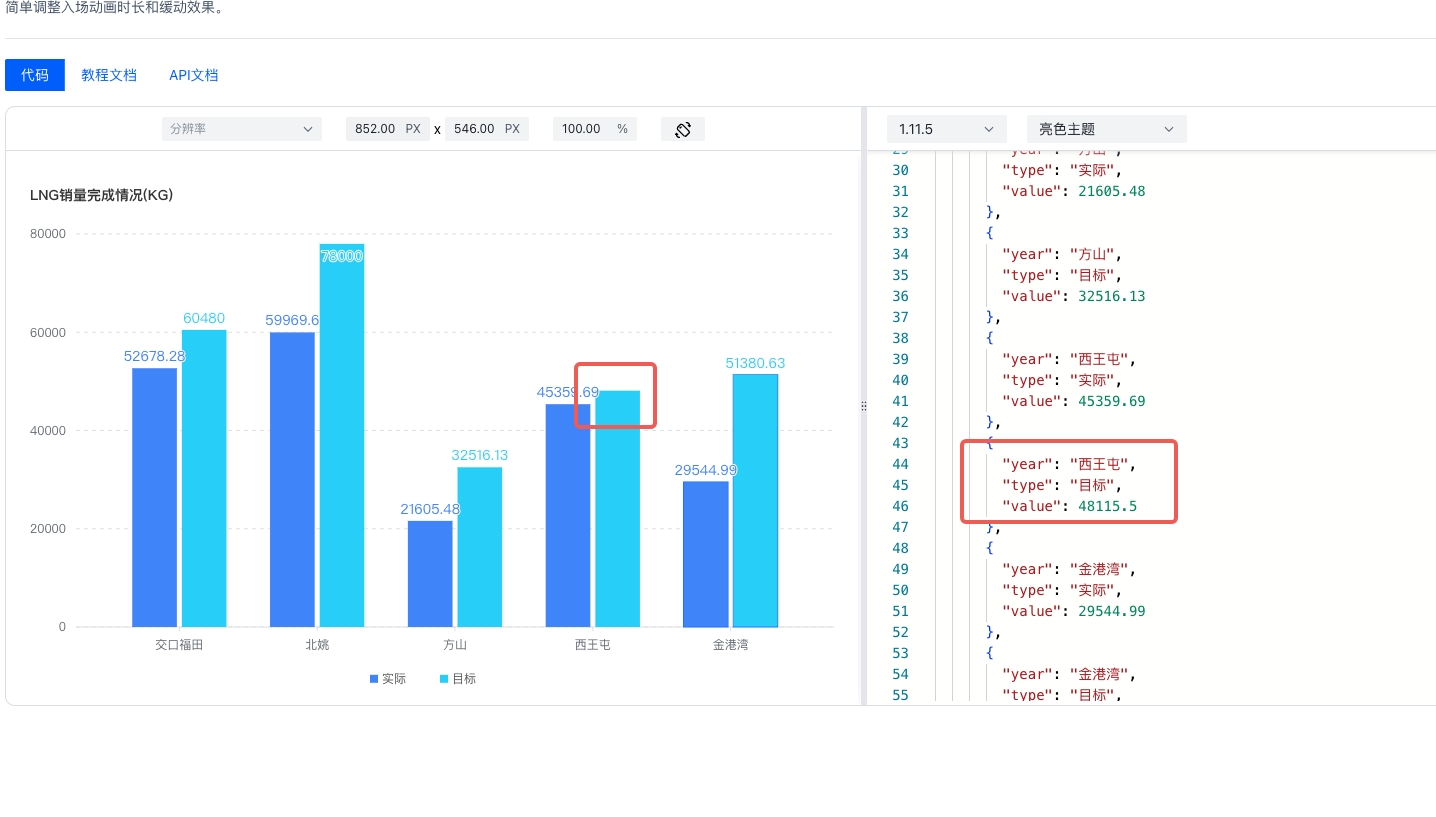 简单调整入场动画时长和缓动效果。
代码 教程文档 API文档
分辨率 852.00 PX x 546.00 PX 100.00 %
1.11.5 亮色主题
LNG销量完成情况(KG)
80000
60000
40000
20000
0
52678.28
60480
59969.6
78000
21605.48
32516.13
45359.69
29544.99
51380.63
交口福田 北姚 方山 西王屯 金港湾
实际 目标
29 "year": "方山",
30 "type": "实际",
31 "value": 21605.48
32 },
33 {
34 "year": "方山",
35 "type": "目标",
36 "value": 32516.13
37 },
38 {
39 "year": "西王屯",
40 "type": "实际",
41 "value": 45359.69
42 },
43 {
44 "year": "西王屯",
45 "type": "目标",
46 "value": 48115.5
47 },
48 {
49 "year": "金港湾",
50 "type": "实际",
51 "value": 29544.99
52 },
53 {
54 "year": "金港湾",
55 "type": "目标",